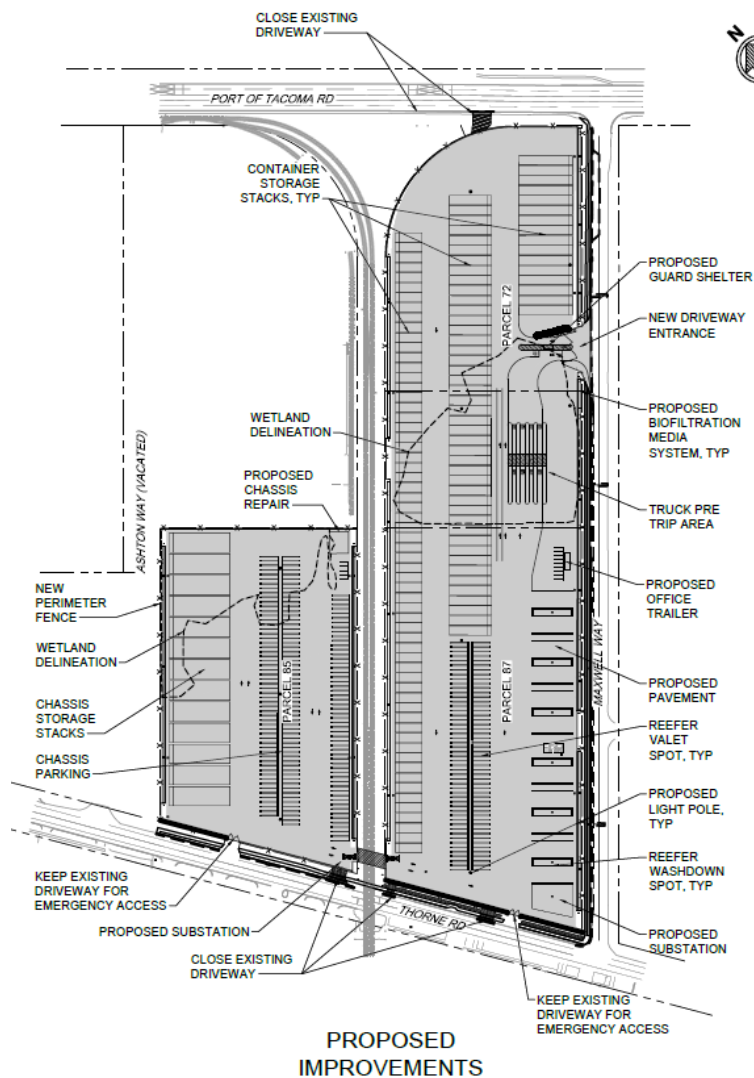 CLOSE EXISTING
DRIVEWAY
N
PORT OF TACOMA RD
CONTAINER
STORAGE
STACKS, TYP
PROPOSED
GUARD SHELTER
PARCEL 72
NEW DRIVEWAY
ENTRANCE
WETLAND
DELINEATION
PROPOSED
BIOFILTRATION
MEDIA
SYSTEM, TYP
PROPOSED
CHASSIS
REPAIR
ASHTON WAY (VACATED)
TRUCK PRE
TRIP AREA
NEW
PERIMETER
FENCE
PROPOSED
OFFICE
TRAILER
WETLAND
DELINEATION
MAXWELL WAY
PARCEL 85
PARCEL 87
PROPOSED
PAVEMENT
CHASSIS
STORAGE
STACKS
REEFER
VALET
SPOT, TYP
CHASSIS
PARKING
PROPOSED
LIGHT POLE,
TYP
KEEP EXISTING
DRIVEWAY FOR
EMERGENCY ACCESS
REEFER
WASHDOWN
SPOT, TYP
THORNE RD
PROPOSED SUBSTATION
PROPOSED
SUBSTATION
CLOSE EXISTING
DRIVEWAY
KEEP EXISTING
DRIVEWAY FOR
EMERGENCY ACCESS
PROPOSED
IMPROVEMENTS